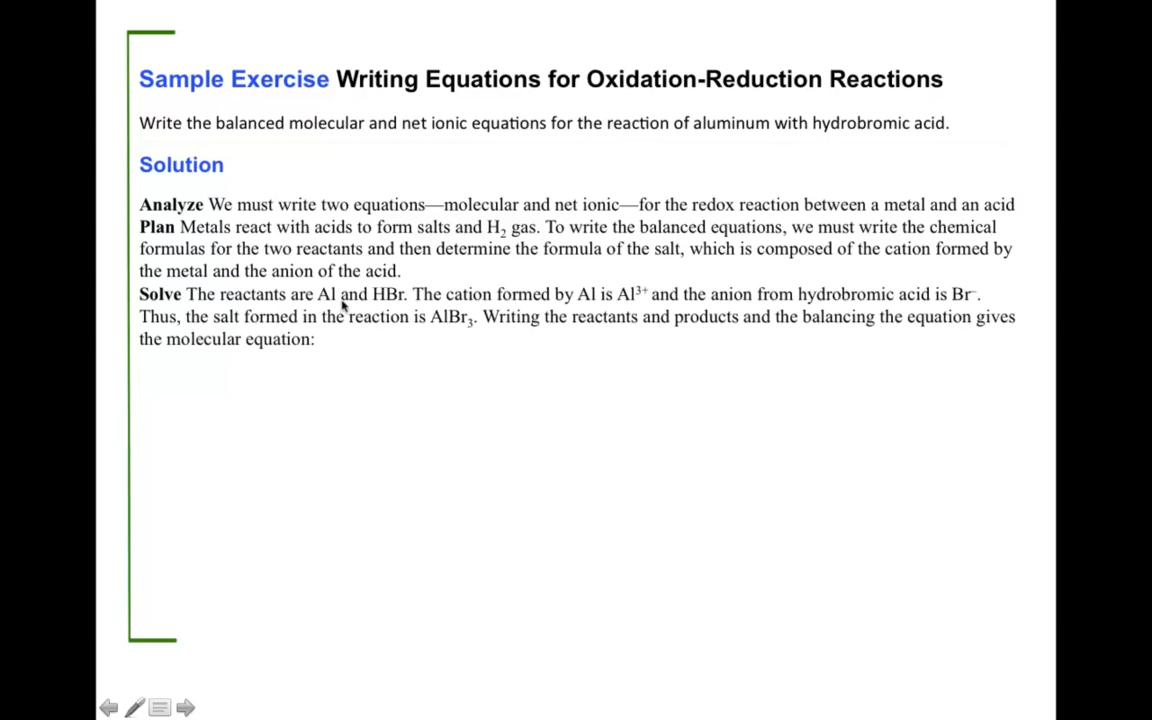 Sample Exercise Writing Equations for Oxidation-Reduction Reactions
Write the balanced molecular and net ionic equations for the reaction of aluminum with hydrobromic acid.
Solution
Analyze We must write two equations—molecular and net ionic—for the redox reaction between a metal and an acid
Plan Metals react with acids to form salts and H₂ gas. To write the balanced equations, we must write the chemical
formulas for the two reactants and then determine the formula of the salt, which is composed of the cation formed by
the metal and the anion of the acid.
Solve The reactants are Al and HBr. The cation formed by Al is Al³⁺ and the anion from hydrobromic acid is Br⁻.
Thus, the salt formed in the reaction is AlBr₃. Writing the reactants and products and the balancing the equation gives
the molecular equation: